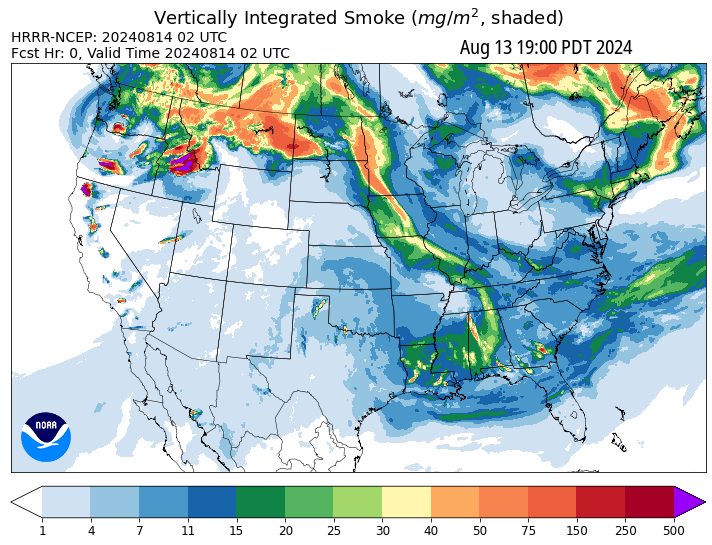 Vertically Integrated Smoke (mg/m², shaded)
HRRR-NCEP: 20240814 02 UTC
Fcst Hr: 0, Valid Time 20240814 02 UTC
Aug 13 19:00 PDT 2024
NOAA
1 4 7 11 15 20 25 30 40 50 75 150 250 500